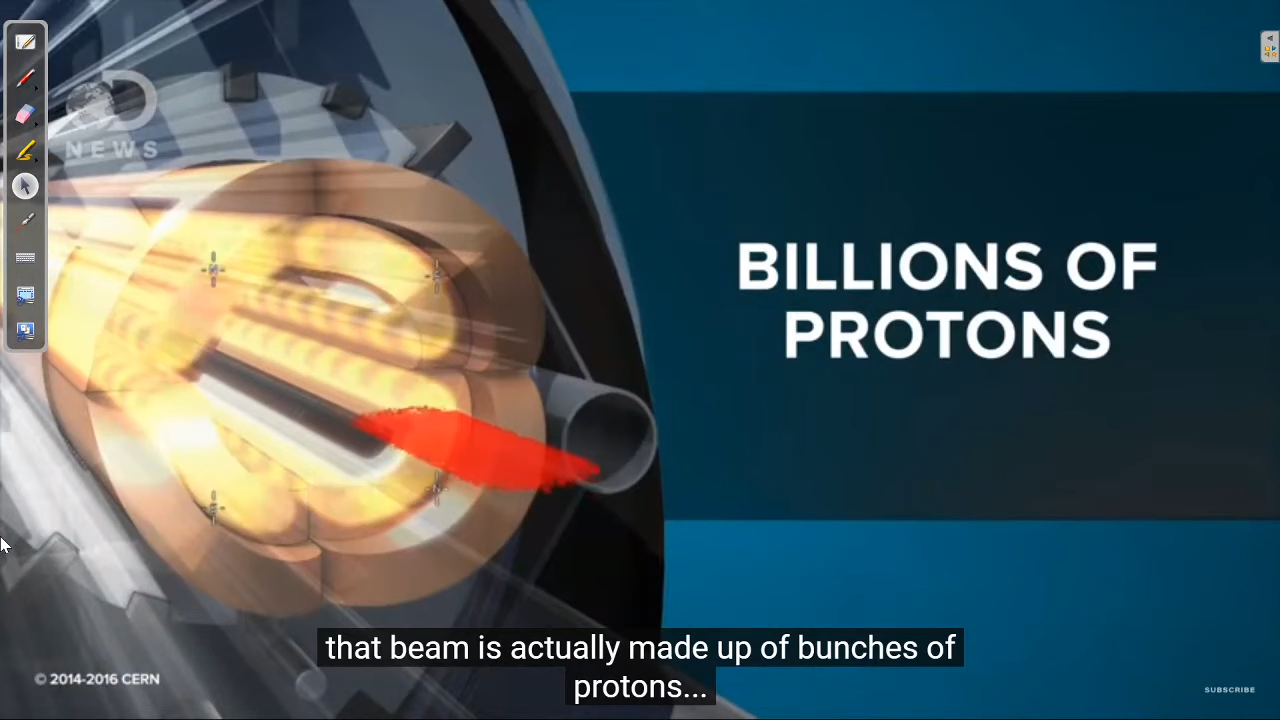 D
NEWS
BILLIONS OF
PROTONS
that beam is actually made up of bunches of
protons...
© 2014-2016 CERN
SUBSCRIBE